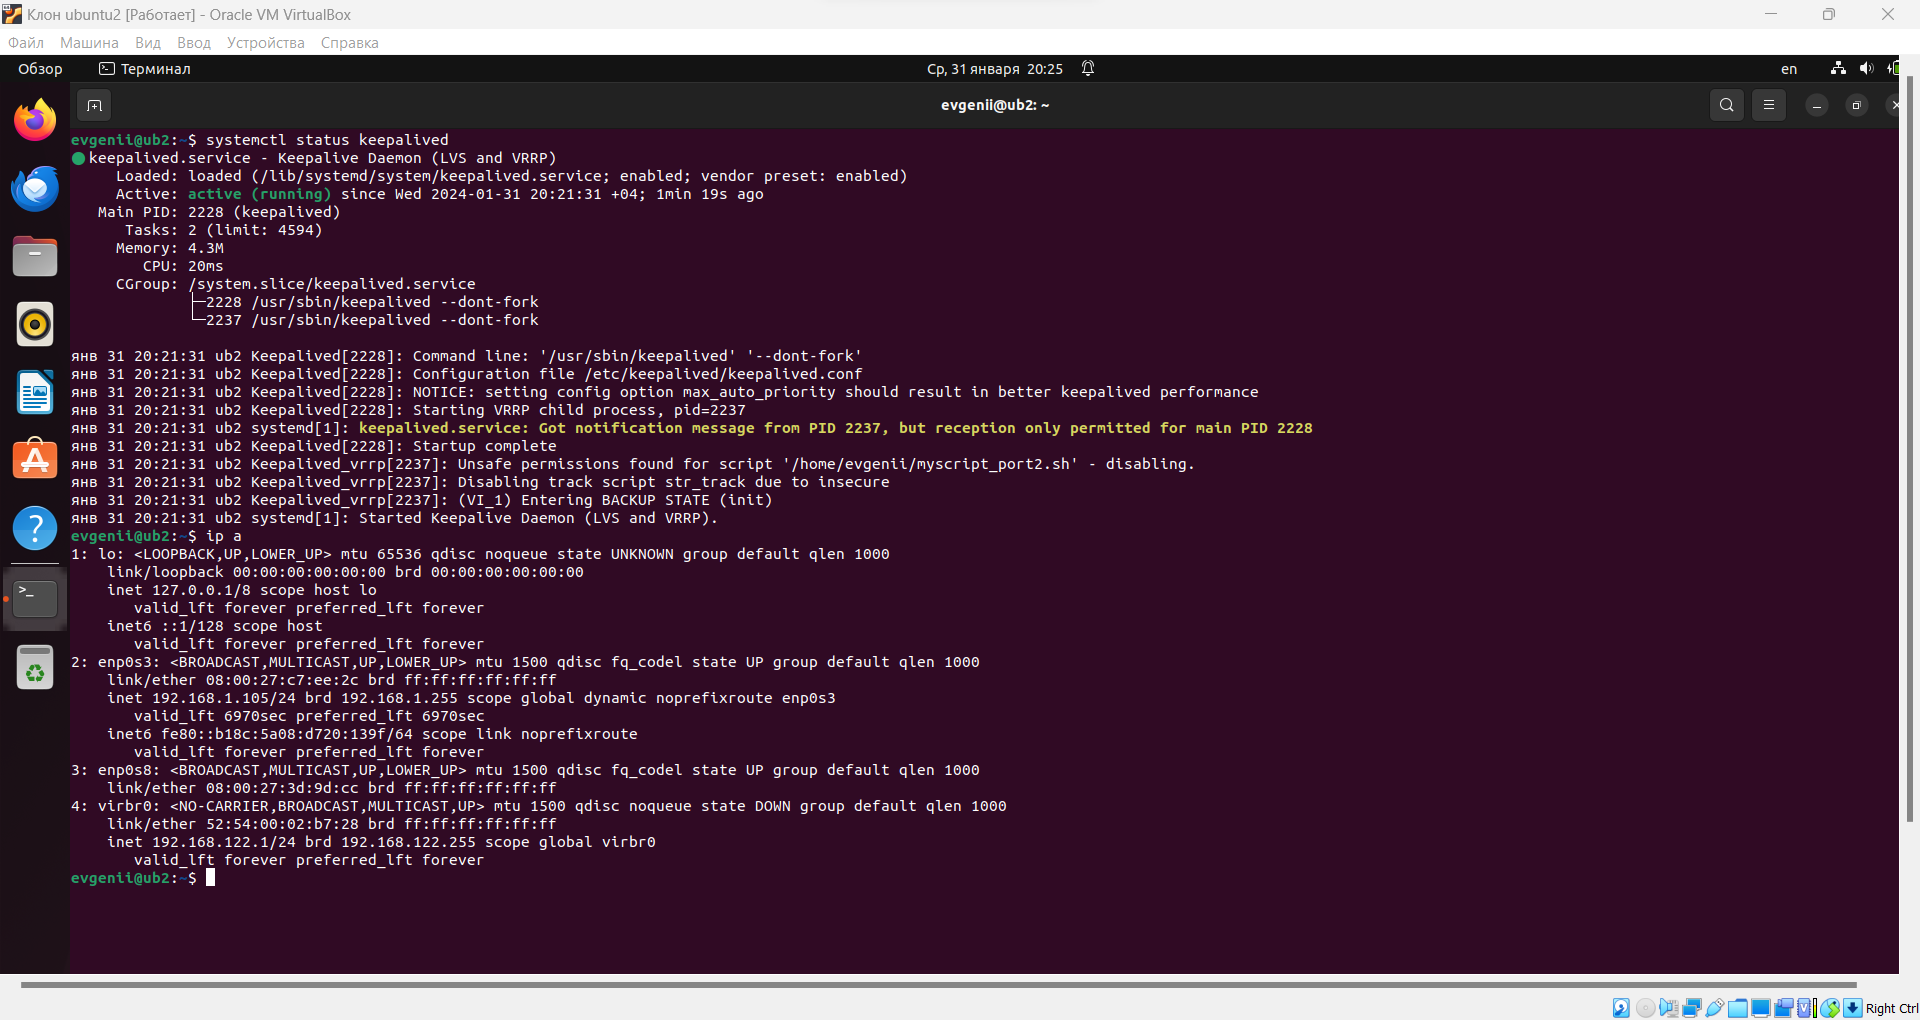 Клон ubuntu2 [Работает] - Oracle VM VirtualBox
Файл Машина Вид Ввод Устройства Справка
Обзор Терминал Ср, 31 января 20:25 en
evgenii@ub2: ~
evgenii@ub2:~$ systemctl status keepalived
keepalived.service - Keepalive Daemon (LVS and VRRP)
Loaded: loaded (/lib/systemd/system/keepalived.service; enabled; vendor preset: enabled)
Active: active (running) since Wed 2024-01-31 20:21:31 +04; 1min 19s ago
Main PID: 2228 (keepalived)
Tasks: 2 (limit: 4594)
Memory: 4.3M
CPU: 20ms
CGroup: /system.slice/keepalived.service
├─2228 /usr/sbin/keepalived --dont-fork
└─2237 /usr/sbin/keepalived --dont-fork
янв 31 20:21:31 ub2 Keepalived[2228]: Command line: '/usr/sbin/keepalived' '--dont-fork'
янв 31 20:21:31 ub2 Keepalived[2228]: Configuration file /etc/keepalived/keepalived.conf
янв 31 20:21:31 ub2 Keepalived[2228]: NOTICE: setting config option max_auto_priority should result in better keepalived performance
янв 31 20:21:31 ub2 Keepalived[2228]: Starting VRRP child process, pid=2237
янв 31 20:21:31 ub2 systemd[1]: keepalived.service: Got notification message from PID 2237, but reception only permitted for main PID 2228
янв 31 20:21:31 ub2 Keepalived[2228]: Startup complete
янв 31 20:21:31 ub2 Keepalived_vrrp[2237]: Unsafe permissions found for script '/home/evgenii/myscript_port2.sh' - disabling.
янв 31 20:21:31 ub2 Keepalived_vrrp[2237]: Disabling track script str_track due to insecure
янв 31 20:21:31 ub2 Keepalived_vrrp[2237]: (VI_1) Entering BACKUP STATE (init)
янв 31 20:21:31 ub2 systemd[1]: Started Keepalive Daemon (LVS and VRRP).
evgenii@ub2:~$ ip a
1: lo: <LOOPBACK,UP,LOWER_UP> mtu 65536 qdisc noqueue state UNKNOWN group default qlen 1000
link/loopback 00:00:00:00:00:00 brd 00:00:00:00:00:00
inet 127.0.0.1/8 scope host lo
valid_lft forever preferred_lft forever
inet6 ::1/128 scope host
valid_lft forever preferred_lft forever
2: enp0s3: <BROADCAST,MULTICAST,UP,LOWER_UP> mtu 1500 qdisc fq_codel state UP group default qlen 1000
link/ether 08:00:27:c7:ee:2c brd ff:ff:ff:ff:ff:ff
inet 192.168.1.105/24 brd 192.168.1.255 scope global dynamic noprefixroute enp0s3
valid_lft 6970sec preferred_lft 6970sec
inet6 fe80::b18c:5a08:d720:139f/64 scope link noprefixroute
valid_lft forever preferred_lft forever
3: enp0s8: <BROADCAST,MULTICAST,UP,LOWER_UP> mtu 1500 qdisc fq_codel state UP group default qlen 1000
link/ether 08:00:27:3d:9d:cc brd ff:ff:ff:ff:ff:ff
4: virbr0: <NO-CARRIER,BROADCAST,MULTICAST,UP> mtu 1500 qdisc noqueue state DOWN group default qlen 1000
link/ether 52:54:00:02:b7:28 brd ff:ff:ff:ff:ff:ff
inet 192.168.122.1/24 brd 192.168.122.255 scope global virbr0
valid_lft forever preferred_lft forever
evgenii@ub2:~$
Right Ctrl